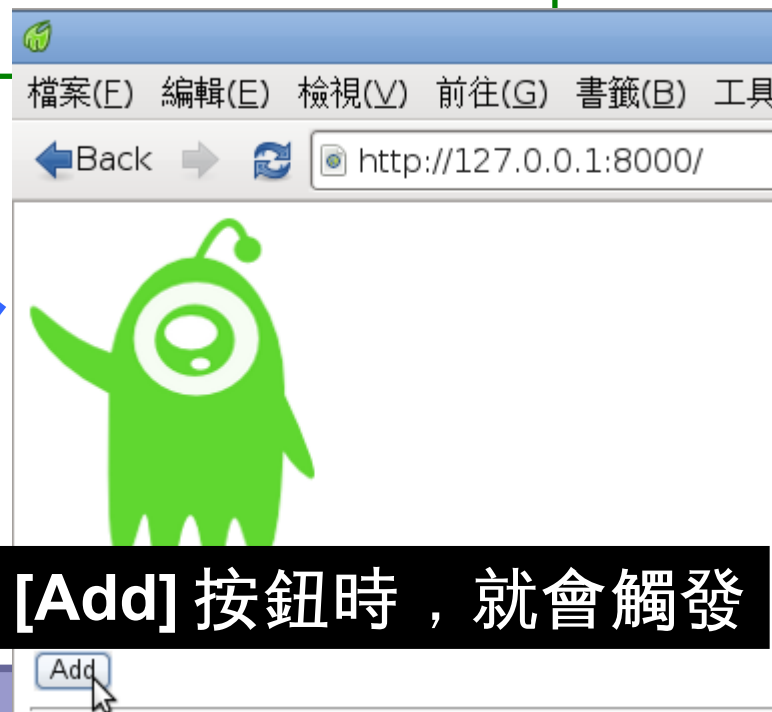 檔案(F) 編輯(E) 檢視(V) 前往(G) 書籤(B) 工具
Back http://127.0.0.1:8000/
[Add] 按鈕時，就會觸發
Add